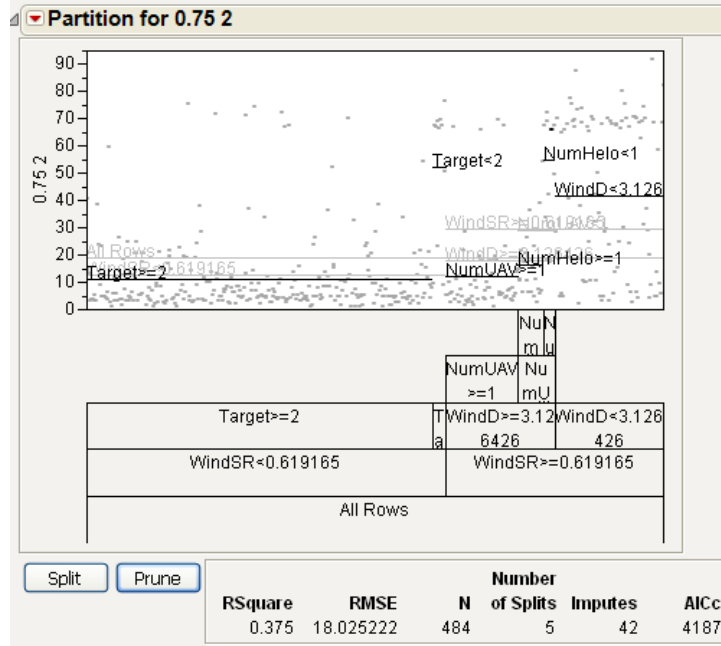 Partition for 0.75 2
90
80
70
60
50
40
30
20
10
0
0.75 2
Target<2
NumHelo<1
WindD<3.126
All Rows
Target>=2
NumUAV>=1
NumHelo>=1
Num
Nu
NumUAV
>=1
Nu
Target>=2
WindD>=3.12
6426
WindD<3.126
426
WindSR<0.619165
WindSR>=0.619165
All Rows
Split
Prune
RSquare
RMSE
N
Number
of Splits
Imputes
AICc
0.375
18.025222
484
5
42
4187